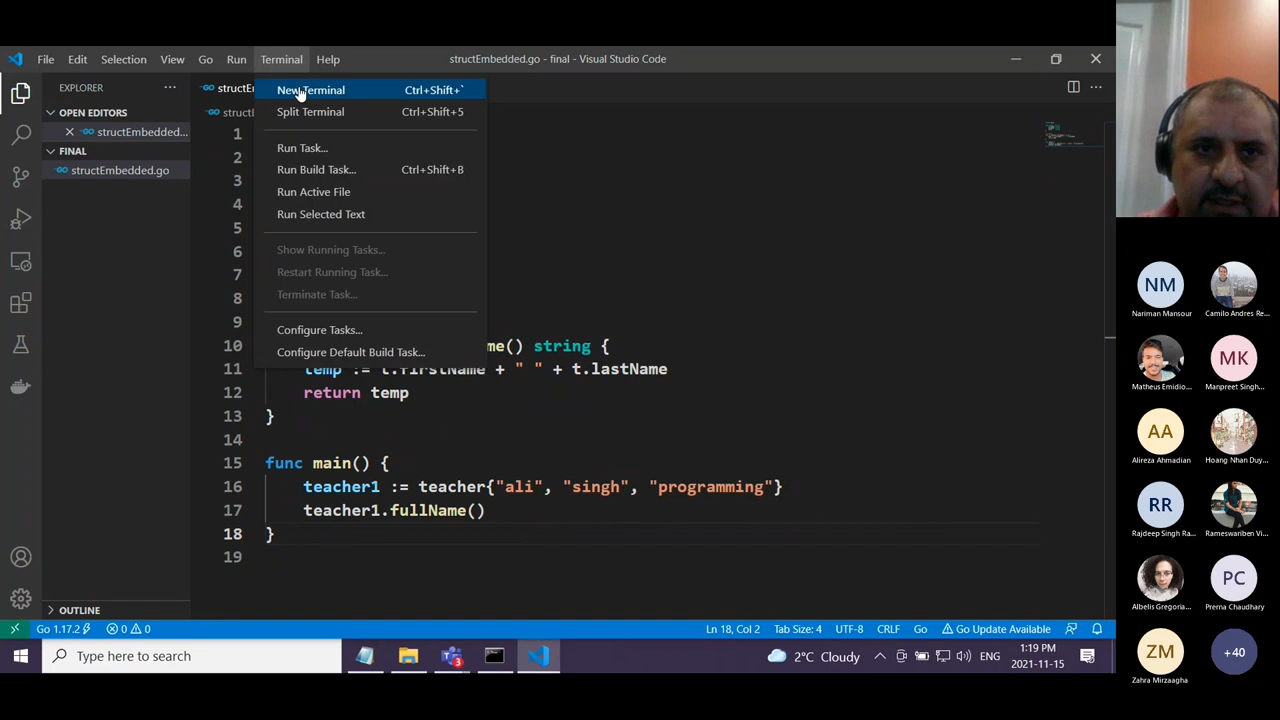 File Edit Selection View Go Run Terminal Help
structEmbedded.go - final - Visual Studio Code
EXPLORER
OPEN EDITORS
structEmbedded...
FINAL
structEmbedded.go
OUTLINE
New Terminal Ctrl+Shift+`
Split Terminal Ctrl+Shift+5
Run Task...
Run Build Task... Ctrl+Shift+B
Run Active File
Run Selected Text
Show Running Tasks...
Restart Running Task...
Terminate Task...
Configure Tasks...
Configure Default Build Task...
1
2
3
4
5
6
7
8
9
10 me() string {
11 temp := t.firstName + " " + t.lastName
12 return temp
13 }
14
15 func main() {
16 teacher1 := teacher{"ali", "singh", "programming"}
17 teacher1.fullName()
18 }
19
Go 1.17.2 0 0 Ln 18, Col 2 Tab Size: 4 UTF-8 CRLF Go Go Update Available
Type here to search
3
2°C Cloudy
ENG
1:19 PM
2021-11-15
NM
Nariman Mansour
Camilo Andres Re...
Matheus Emidio...
MK
Manpreet Singh...
AA
Alireza Ahmadian
Hoang Nhan Duy...
RR
Rajdeep Singh Ra...
Rameswariben Vi...
Albelis Gregoria...
PC
Prerna Chaudhary
ZM
Zahra Mirzaagha
+40